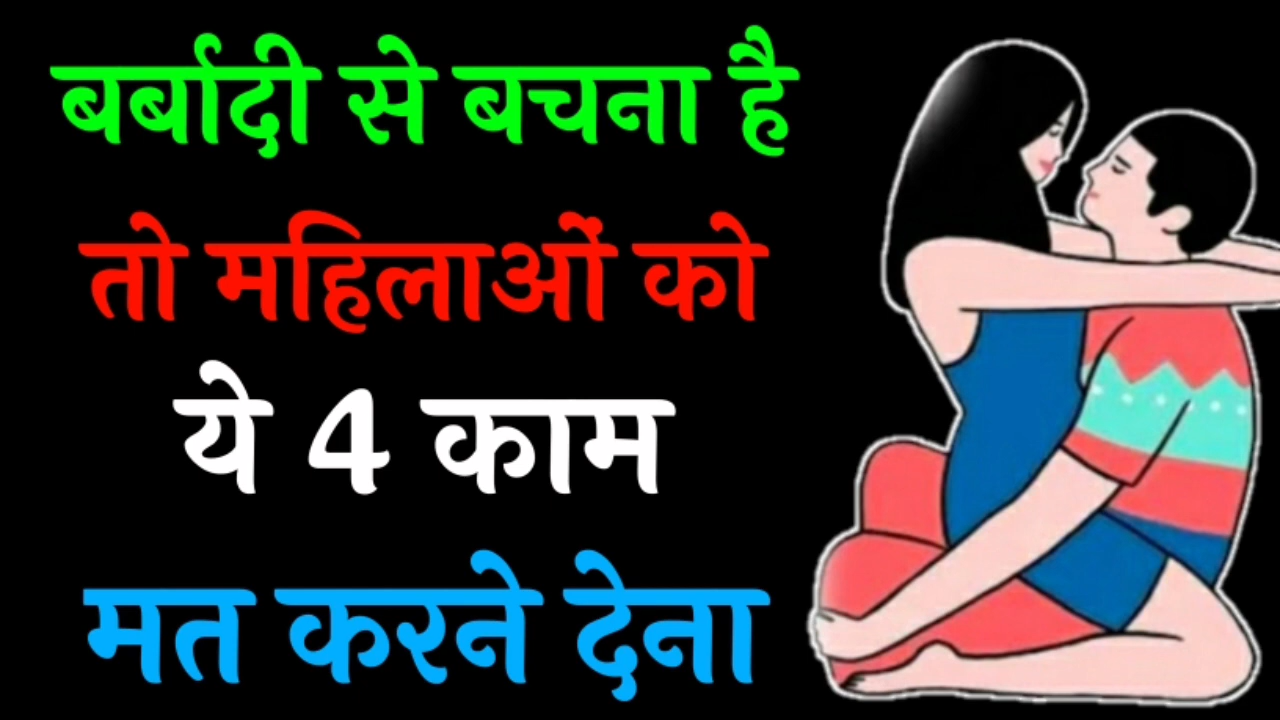 बर्बादी से बचना है
तो महिलाओं को
ये 4 काम
मत करने देना